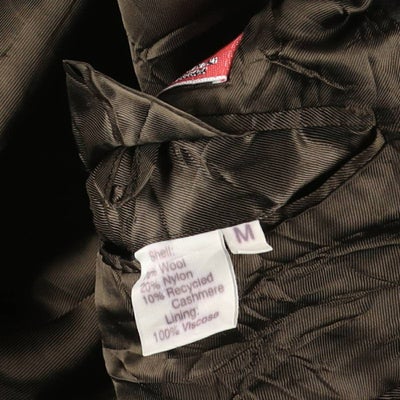 M
Shell:
Wool
20% Nylon
10% Recycled
Cashmere
Lining:
100% Viscose